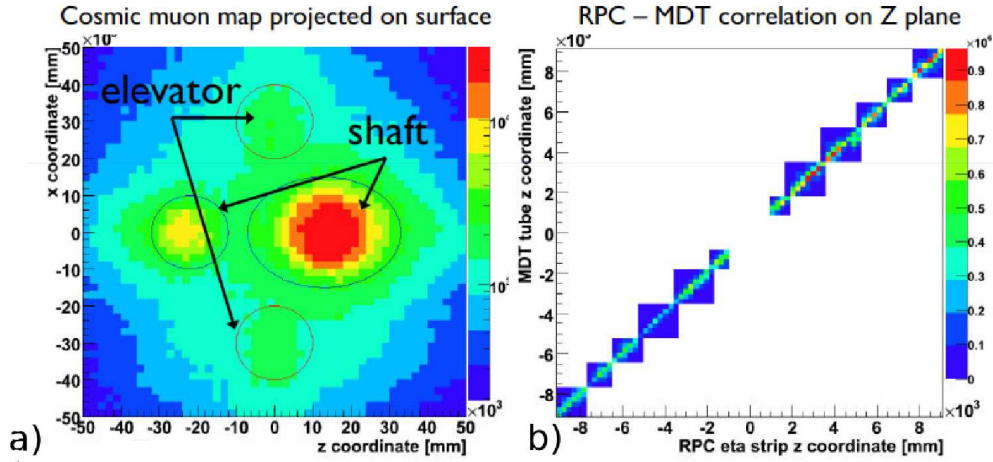 Cosmic muon map projected on surface
x coordinate [mm]
50
40
30
20
10
0
-10
-20
-30
-40
-50
elevator
shaft
-50 -40 -30 -20 -10 0 10 20 30 40 50
×10³
z coordinate [mm]
a)
RPC – MDT correlation on Z plane
MDT tube z coordinate [mm]
8
6
4
2
0
-2
-4
-6
-8
×10⁶
0.9
0.8
0.7
0.6
0.5
0.4
0.3
0.2
0.1
0
-8 -6 -4 -2 0 2 4 6 8
×10³
RPC eta strip z coordinate [mm]
b)